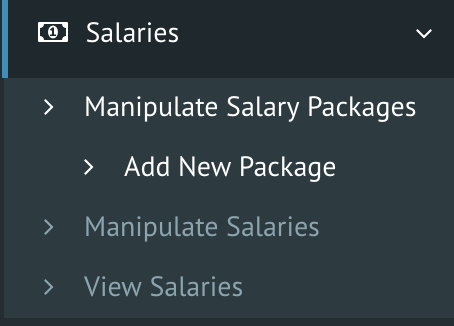 Salaries
Manipulate Salary Packages
Add New Package
Manipulate Salaries
View Salaries